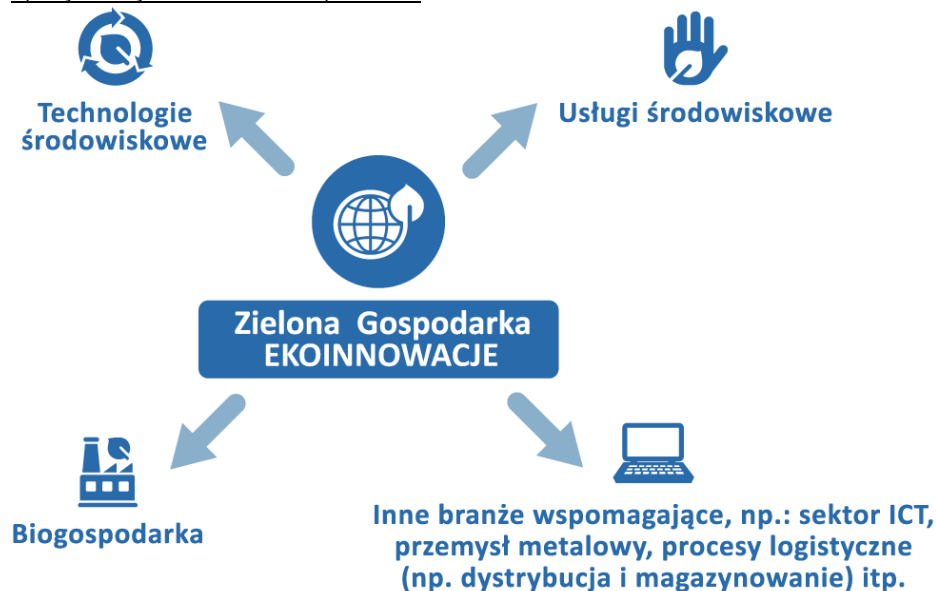 Technologie
środowiskowe
Usługi środowiskowe
Zielona Gospodarka
EKOINNOWACJE
Biogospodarka
Inne branże wspomagające, np.: sektor ICT,
przemysł metalowy, procesy logistyczne
(np. dystrybucja i magazynowanie) itp.